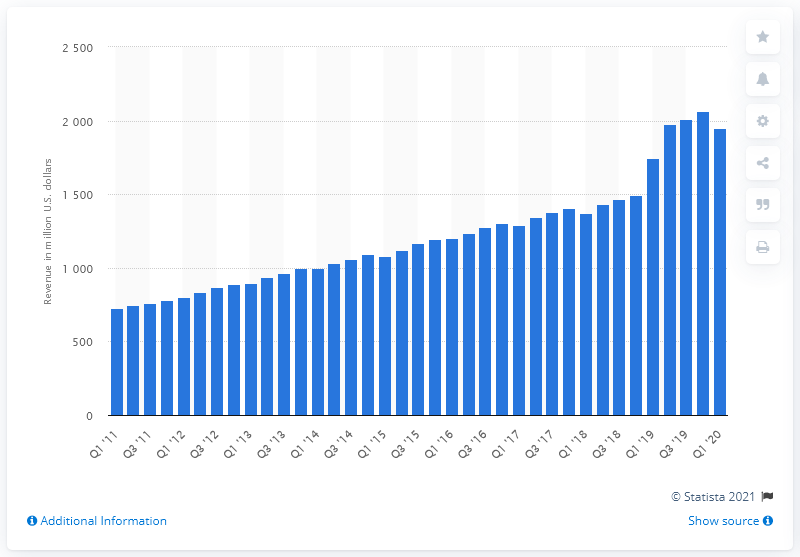 2 500
2 000
1 500
1 000
500
0
Revenue in million U.S. dollars
Q1 '11
Q3 '11
Q1 '12
Q3 '12
Q1 '13
Q3 '13
Q1 '14
Q3 '14
Q1 '15
Q3 '15
Q1 '16
Q3 '16
Q1 '17
Q3 '17
Q1 '18
Q3 '18
Q1 '19
Q3 '19
Q1 '20
© Statista 2021
Additional Information
Show source